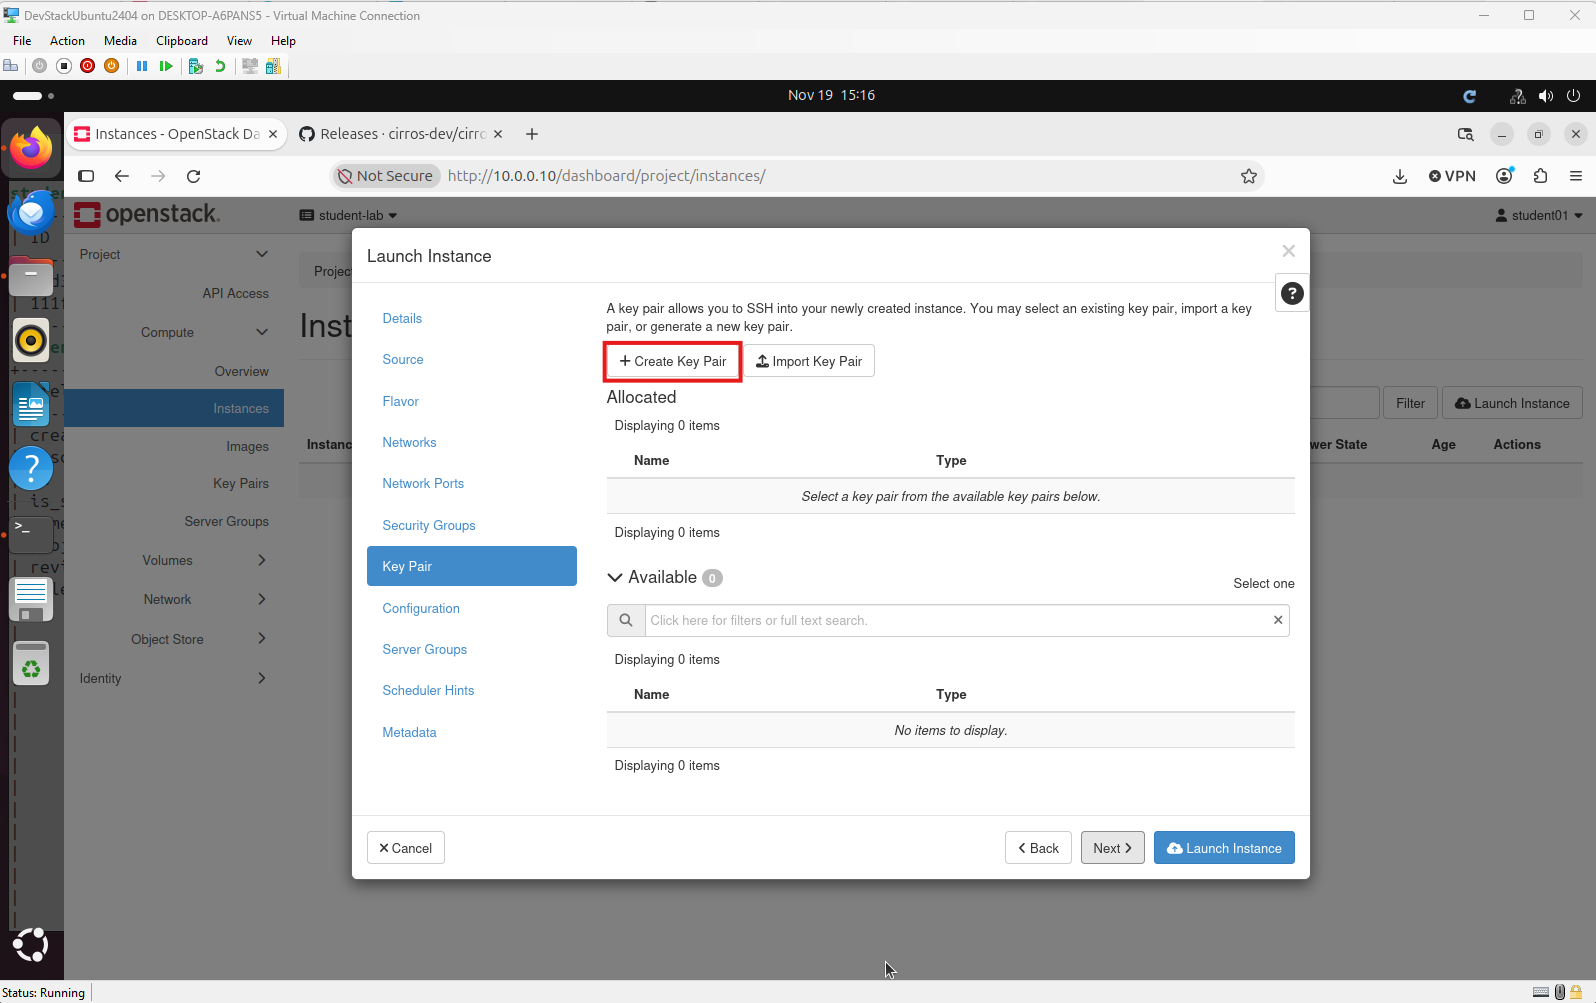 DevStackUbuntu2404 on DESKTOP-A6PANS5 - Virtual Machine Connection
File Action Media Clipboard View Help
Nov 19 15:16
Instances - OpenStack Da
Releases · cirros-dev/cirro
Not Secure
http://10.0.0.10/dashboard/project/instances/
VPN
openstack.
student-lab
student01
ID
Project
API Access
Compute
Overview
Instances
Images
Key Pairs
Server Groups
Volumes
Network
Object Store
Identity
Projec
Inst
Filter
Launch Instance
Instanc
wer State
Age
Actions
111f
crea
is_s
revi
Launch Instance
Details
Source
Flavor
Networks
Network Ports
Security Groups
Key Pair
Configuration
Server Groups
Scheduler Hints
Metadata
A key pair allows you to SSH into your newly created instance. You may select an existing key pair, import a key
pair, or generate a new key pair.
Create Key Pair
Import Key Pair
Allocated
Displaying 0 items
Name Type
Select a key pair from the available key pairs below.
Displaying 0 items
Available 0
Select one
Click here for filters or full text search.
Displaying 0 items
Name Type
No items to display.
Displaying 0 items
Cancel
Back
Next
Launch Instance
Status: Running